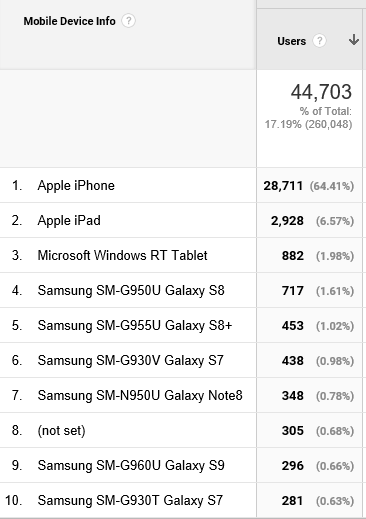 Mobile Device Info ?
Users ?
44,703
% of Total:
17.19% (260,048)
1. Apple iPhone 28,711 (64.41%)
2. Apple iPad 2,928 (6.57%)
3. Microsoft Windows RT Tablet 882 (1.98%)
4. Samsung SM-G950U Galaxy S8 717 (1.61%)
5. Samsung SM-G955U Galaxy S8+ 453 (1.02%)
6. Samsung SM-G930V Galaxy S7 438 (0.98%)
7. Samsung SM-N950U Galaxy Note8 348 (0.78%)
8. (not set) 305 (0.68%)
9. Samsung SM-G960U Galaxy S9 296 (0.66%)
10. Samsung SM-G930T Galaxy S7 281 (0.63%)